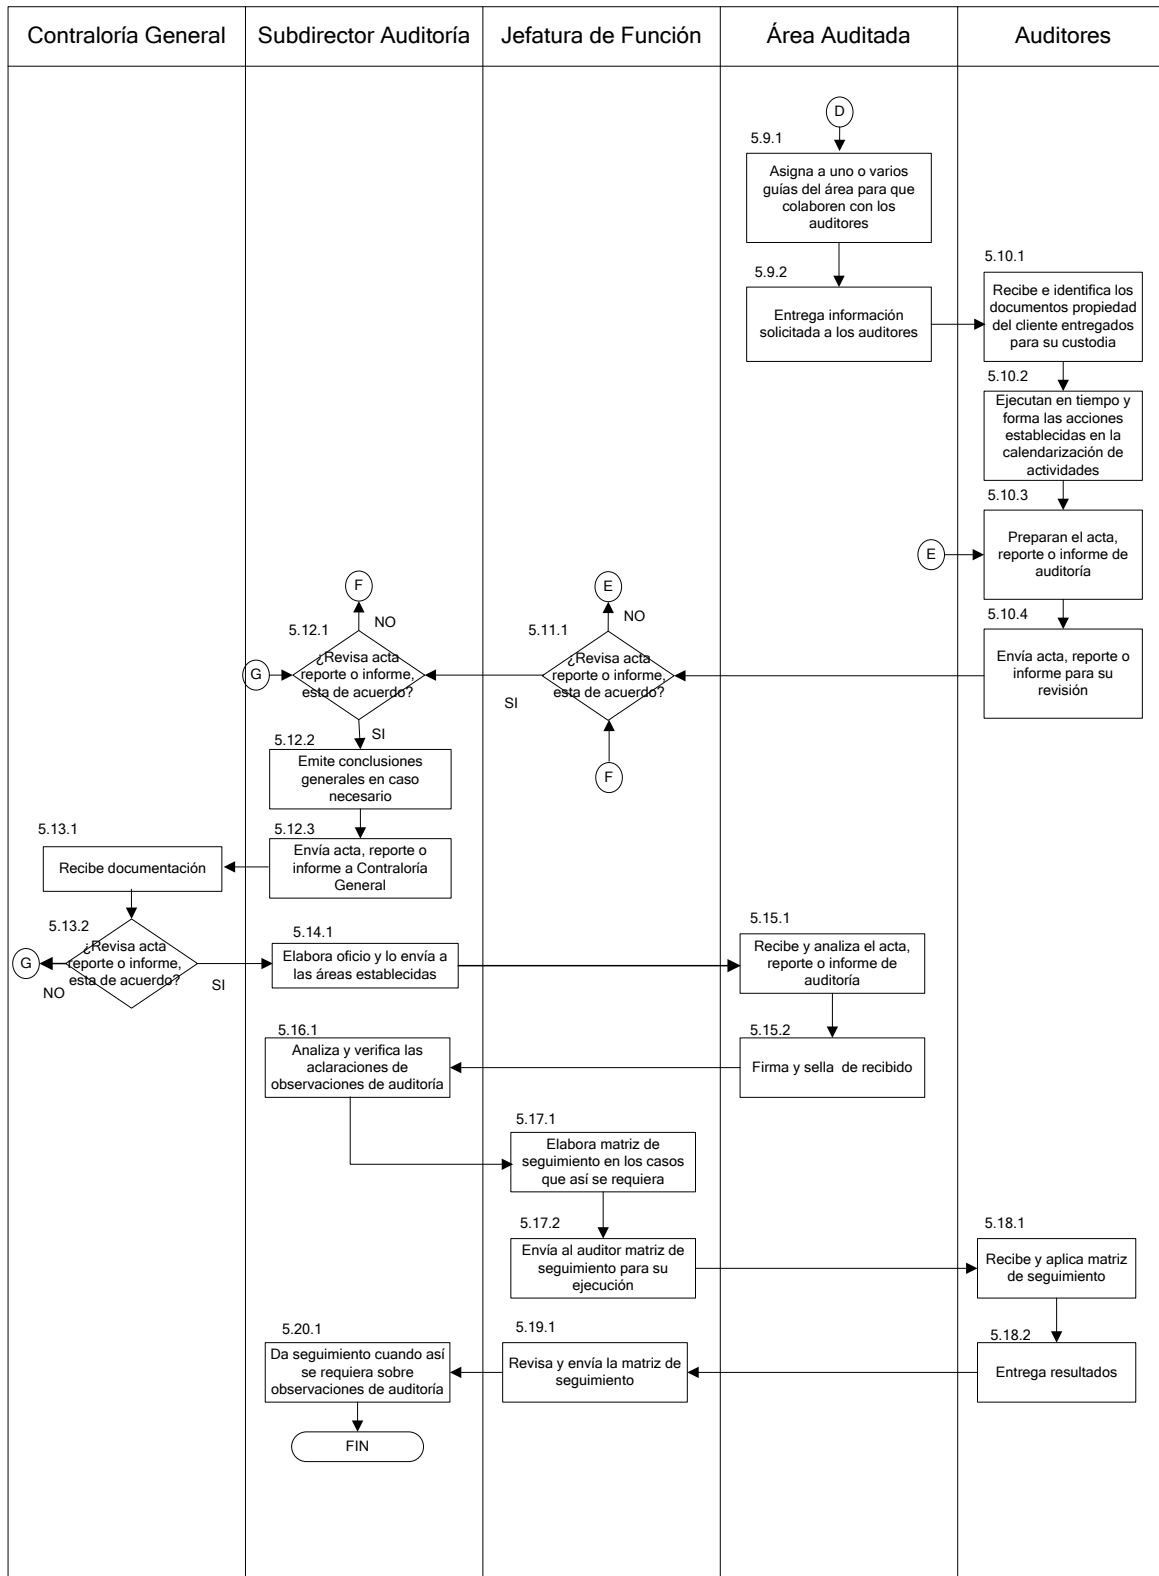 Contraloría General
Subdirector Auditoría
Jefatura de Función
Área Auditada
Auditores
D
5.9.1
Asigna a uno o varios
guías del área para que
colaboren con los
auditores
5.9.2
Entrega información
solicitada a los auditores
5.10.1
Recibe e identifica los
documentos propiedad
del cliente entregados
para su custodia
5.10.2
Ejecutan en tiempo y
forma las acciones
establecidas en la
calendarización de
actividades
5.10.3
Preparan el acta,
reporte o informe de
auditoría
E
5.10.4
Envía acta, reporte o
informe para su
revisión
E
NO
5.11.1
¿Revisa acta
reporte o informe,
esta de acuerdo?
SI
F
F
NO
5.12.1
¿Revisa acta
reporte o informe,
esta de acuerdo?
G
SI
5.12.2
Emite conclusiones
generales en caso
necesario
5.12.3
Envía acta, reporte o
informe a Contraloría
General
5.13.1
Recibe documentación
5.13.2
¿Revisa acta
reporte o informe,
esta de acuerdo?
G
NO
SI
5.14.1
Elabora oficio y lo envía a
las áreas establecidas
5.15.1
Recibe y analiza el acta,
reporte o informe de
auditoría
5.15.2
Firma y sella de recibido
5.16.1
Analiza y verifica las
aclaraciones de
observaciones de auditoría
5.17.1
Elabora matriz de
seguimiento en los casos
que así se requiera
5.17.2
Envía al auditor matriz de
seguimiento para su
ejecución
5.18.1
Recibe y aplica matriz
de seguimiento
5.18.2
Entrega resultados
5.19.1
Revisa y envía la matriz de
seguimiento
5.20.1
Da seguimiento cuando así
se requiera sobre
observaciones de auditoría
FIN